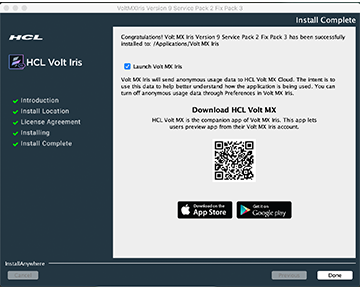 VoltMXIris Version 9 Service Pack 2 Fix Pack 3
Install Complete
HCL
HCL Volt Iris
Introduction
Install Location
License Agreement
Installing
Install Complete
Congratulations! Volt MX Iris Version 9 Service Pack 2 Fix Pack 3 has been successfully
installed to: /Applications/Volt MX Iris
Launch Volt MX Iris
Volt MX Iris will send anonymous usage data to HCL Volt MX Cloud. The intent is to
use this data to help better understand how the application is being used. You can
turn off anonymous usage data through Preferences in Volt MX Iris.
Download HCL Volt MX
HCL Volt MX is the companion app of Volt MX Iris. This app lets
users preview app from their Volt MX Iris account.
Download on the
App Store
Get it on
Google play
InstallAnywhere
Cancel
Previous
Done